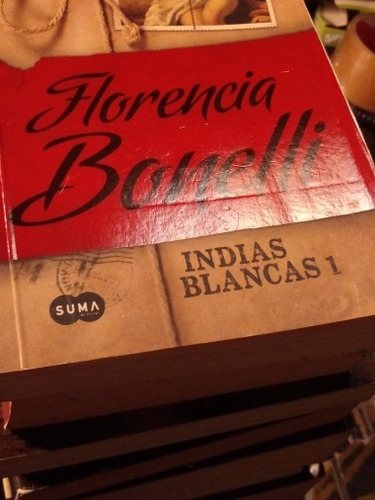 Florencia
Bonelli
INDIAS
BLANCAS 1
SUMA